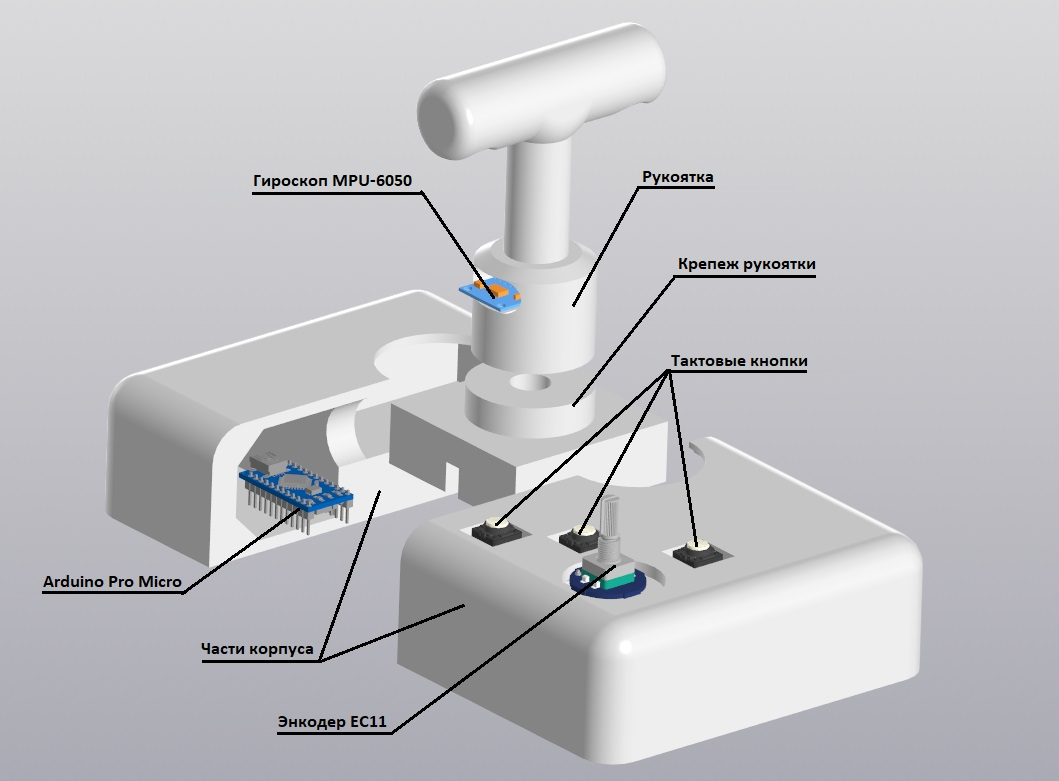 Гироскоп MPU-6050
Рукоятка
Крепеж рукоятки
Тактовые кнопки
Arduino Pro Micro
Части корпуса
Энкодер EC11